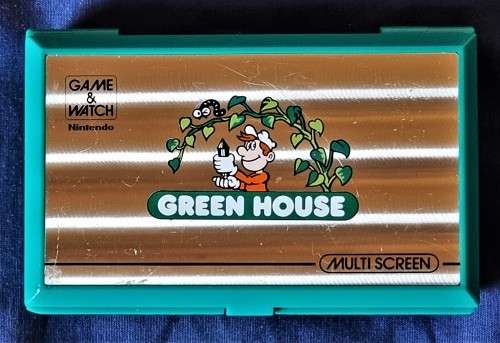 GAME
&
WATCH
Nintendo
GREEN HOUSE
MULTI SCREEN